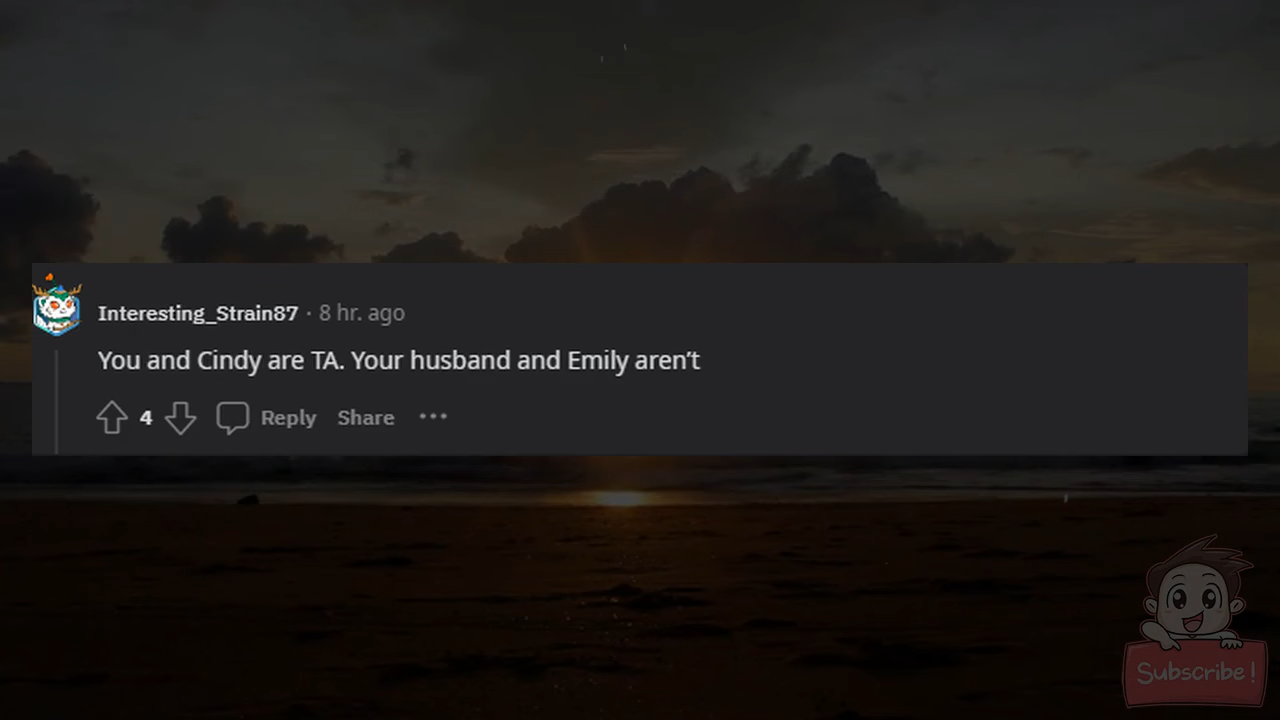 Interesting_Strain87 · 8 hr. ago
You and Cindy are TA. Your husband and Emily aren’t
4 Reply Share ···
Subscribe!